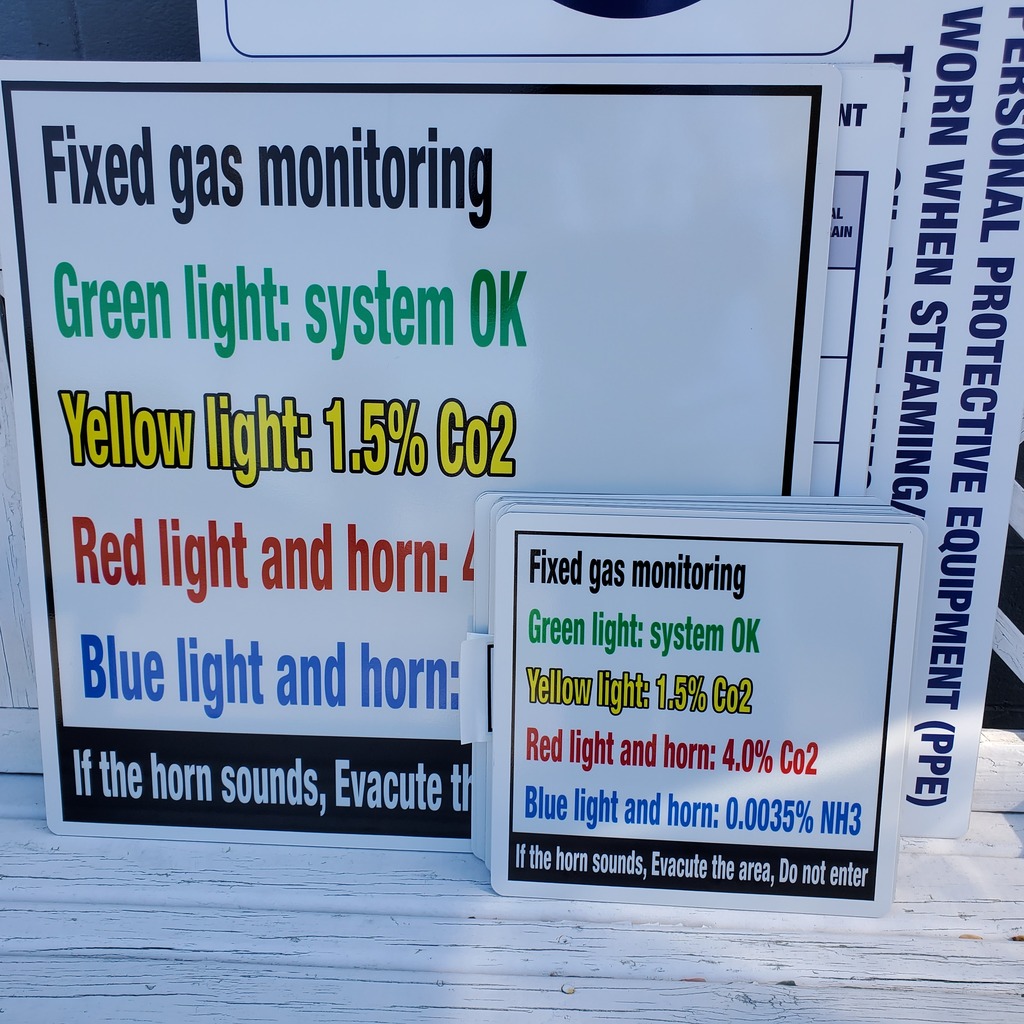 Fixed gas monitoring
Green light: system OK
Yellow light: 1.5% Co2
Red light and horn: 4
Blue light and horn:
If the horn sounds, Evacute th
Fixed gas monitoring
Green light: system OK
Yellow light: 1.5% Co2
Red light and horn: 4.0% Co2
Blue light and horn: 0.0035% NH3
If the horn sounds, Evacute the area, Do not enter
PERSONAL PROTECTIVE EQUIPMENT (PPE)
WORN WHEN STEAMING/
NT
AL
AIN